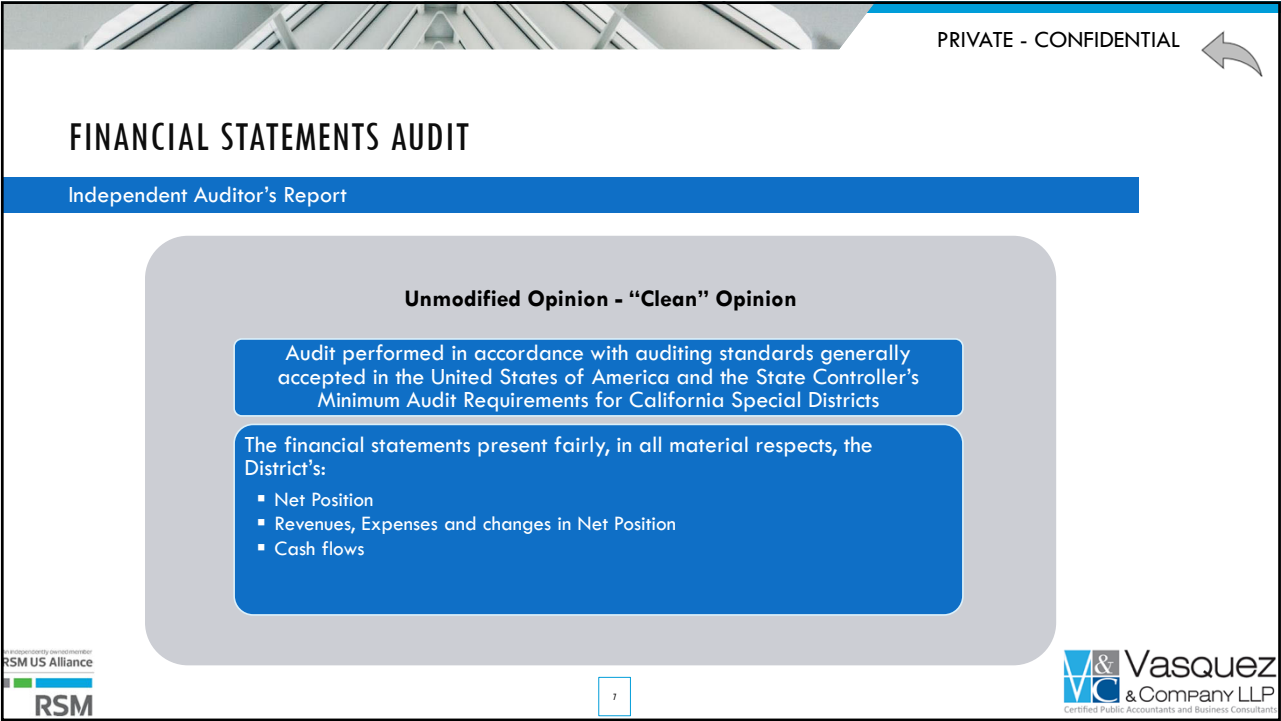 PRIVATE - CONFIDENTIAL
FINANCIAL STATEMENTS AUDIT
Independent Auditor’s Report
Unmodified Opinion - “Clean” Opinion
Audit performed in accordance with auditing standards generally
accepted in the United States of America and the State Controller’s
Minimum Audit Requirements for California Special Districts
The financial statements present fairly, in all material respects, the
District’s:
▪ Net Position
▪ Revenues, Expenses and changes in Net Position
▪ Cash flows
independently owned member
RSM US Alliance
RSM
7
V&C
Vasquez
& COMPANY LLP
Certified Public Accountants and Business Consultants